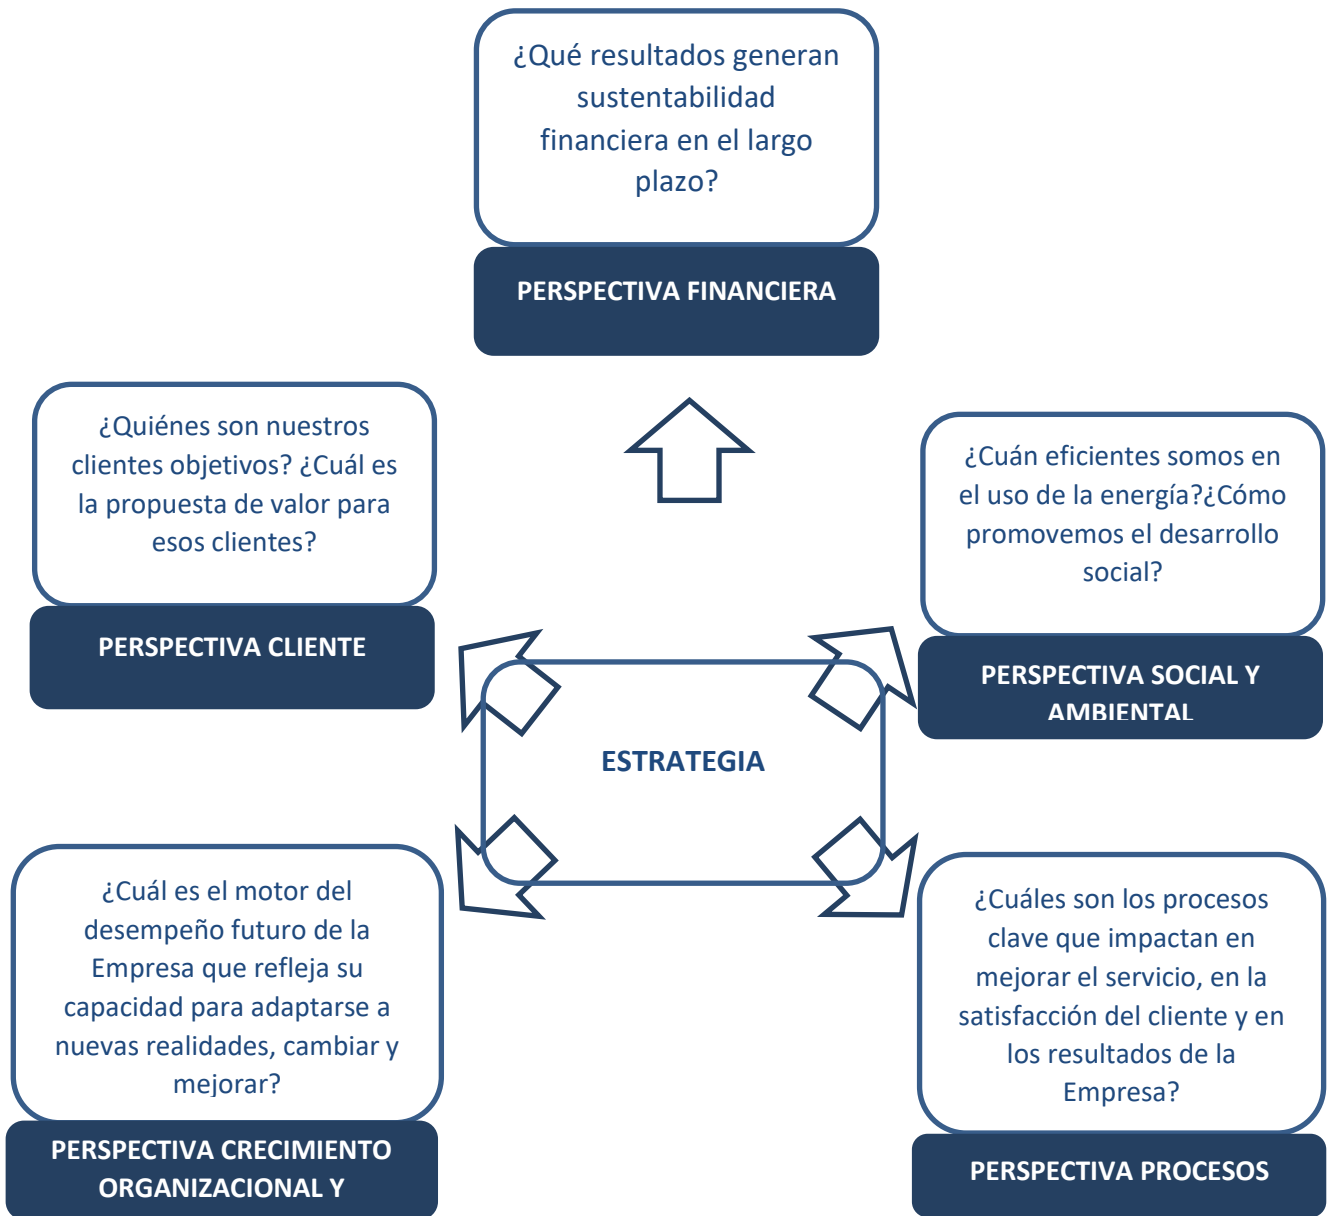 ¿Qué resultados generan
sustentabilidad
financiera en el largo
plazo?
PERSPECTIVA FINANCIERA
¿Quiénes son nuestros
clientes objetivos? ¿Cuál es
la propuesta de valor para
esos clientes?
PERSPECTIVA CLIENTE
¿Cuán eficientes somos en
el uso de la energía?¿Cómo
promovemos el desarrollo
social?
PERSPECTIVA SOCIAL Y
AMBIENTAL
ESTRATEGIA
¿Cuál es el motor del
desempeño futuro de la
Empresa que refleja su
capacidad para adaptarse a
nuevas realidades, cambiar y
mejorar?
PERSPECTIVA CRECIMIENTO
ORGANIZACIONAL Y
¿Cuáles son los procesos
clave que impactan en
mejorar el servicio, en la
satisfacción del cliente y en
los resultados de la
Empresa?
PERSPECTIVA PROCESOS